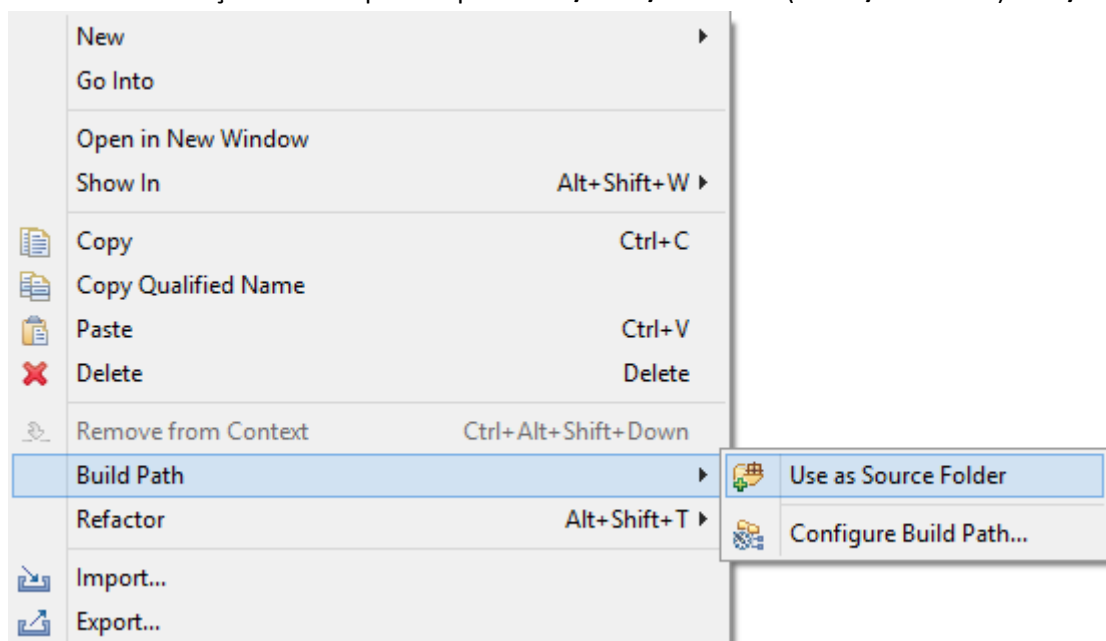 New
Go Into
Open in New Window
Show In Alt+Shift+W
Copy Ctrl+C
Copy Qualified Name
Paste Ctrl+V
Delete Delete
Remove from Context Ctrl+Alt+Shift+Down
Build Path
Use as Source Folder
Refactor Alt+Shift+T
Configure Build Path...
Import...
Export...